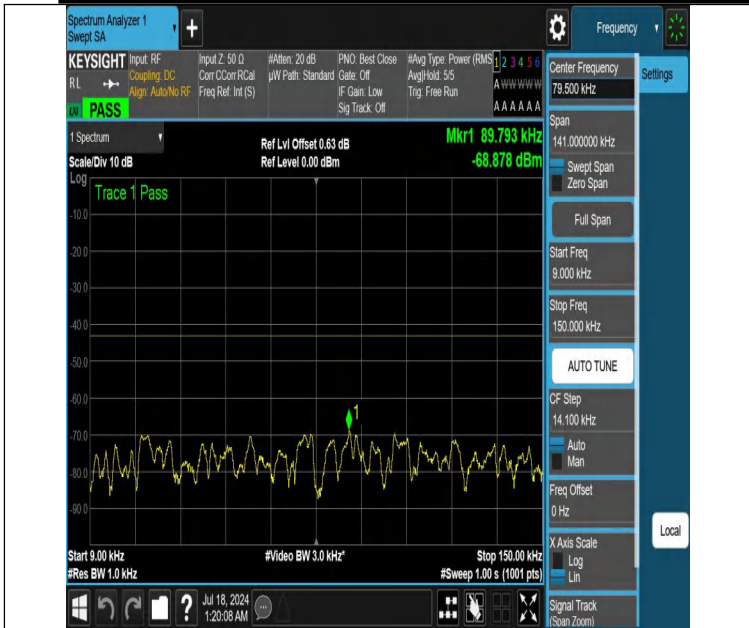 Spectrum Analyzer 1
Swept SA
Frequency
KEYSIGHT
RL
PASS
Input: RF
Coupling: DC
Align: Auto/No RF
Input Z: 50 Ω
Corr CCorr RCal
Freq Ref: Int (S)
#Atten: 20 dB
µW Path: Standard
PNO: Best Close
Gate: Off
IF Gain: Low
Sig Track: Off
#Avg Type: Power (RMS
Avg|Hold: 5/5
Trig: Free Run
1 2 3 4 5 6
A W W W W W
A A A A A A
1 Spectrum
Scale/Div 10 dB
Ref Lvl Offset 0.63 dB
Ref Level 0.00 dBm
Mkr1 89.793 kHz
-68.878 dBm
Log
Trace 1 Pass
-10.0
-20.0
-30.0
-40.0
-50.0
-60.0
-70.0
-80.0
-90.0
1
Start 9.00 kHz
#Res BW 1.0 kHz
#Video BW 3.0 kHz*
Stop 150.00 kHz
#Sweep 1.00 s (1001 pts)
Jul 18, 2024
1:20:08 AM
Center Frequency
79.500 kHz
Settings
Span
141.000000 kHz
Swept Span
Zero Span
Full Span
Start Freq
9.000 kHz
Stop Freq
150.000 kHz
AUTO TUNE
CF Step
14.100 kHz
Auto
Man
Freq Offset
0 Hz
X Axis Scale
Log
Lin
Local
Signal Track
(Span Zoom)